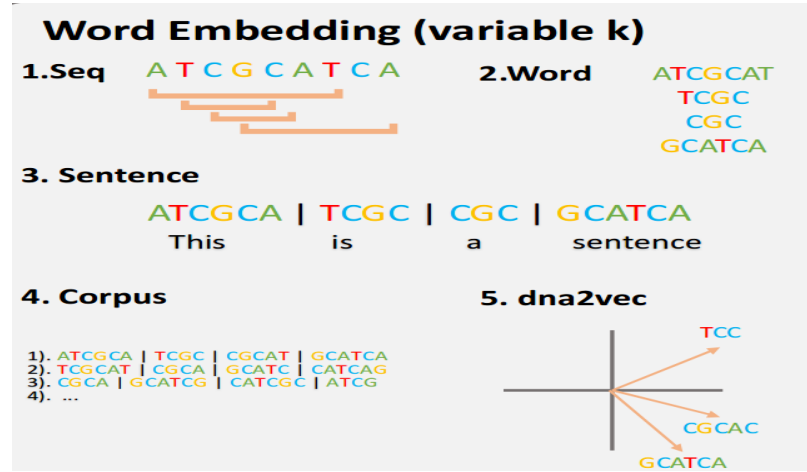 Word Embedding (variable k)
1.Seq A T C G C A T C A
2.Word
ATCGCAT
TCGC
CGC
GCATCA
3. Sentence
ATCGCA | TCGC | CGC | GCATCA
This is a sentence
4. Corpus
1). ATCGCA | TCGC | CGCAT | GCATCA
2). TCGCAT | CGCA | GCATC | CATCAG
3). CGCA | GCATCG | CATCGC | ATCG
4). ...
5. dna2vec
TCC
CGCAC
GCATCA